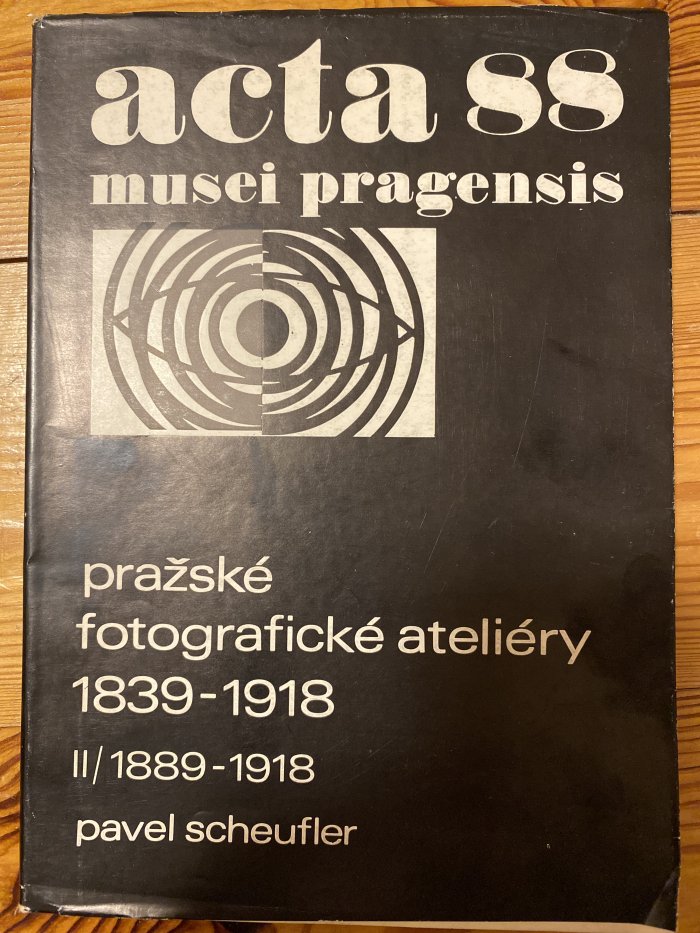 acta 88
musei pragensis
pražské
fotografické ateliéry
1839-1918
II/1889-1918
pavel scheufler